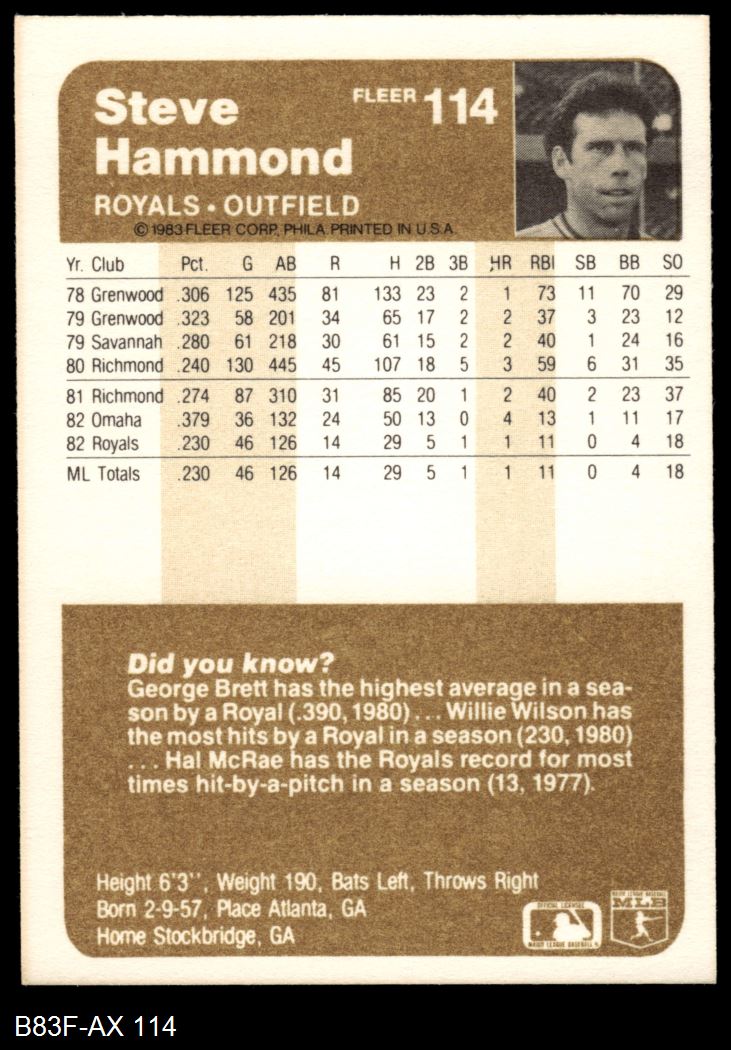 Steve
Hammond
FLEER 114
ROYALS • OUTFIELD
© 1983 FLEER CORP, PHILA. PRINTED IN U.S.A.
Yr. Club Pct. G AB R H 2B 3B HR RBI SB BB SO
78 Grenwood .306 125 435 81 133 23 2 1 73 11 70 29
79 Grenwood .323 58 201 34 65 17 2 2 37 3 23 12
79 Savannah .280 61 218 30 61 15 2 2 40 1 24 16
80 Richmond .240 130 445 45 107 18 5 3 59 6 31 35
81 Richmond .274 87 310 31 85 20 1 2 40 2 23 37
82 Omaha .379 36 132 24 50 13 0 4 13 1 11 17
82 Royals .230 46 126 14 29 5 1 1 11 0 4 18
ML Totals .230 46 126 14 29 5 1 1 11 0 4 18
Did you know?
George Brett has the highest average in a sea-
son by a Royal (.390, 1980) ... Willie Wilson has
the most hits by a Royal in a season (230, 1980)
... Hal McRae has the Royals record for most
times hit-by-a-pitch in a season (13, 1977).
Height 6'3'', Weight 190, Bats Left, Throws Right
Born 2-9-57, Place Atlanta, GA
Home Stockbridge, GA
OFFICIAL LICENSEE
MAJOR LEAGUE BASEBALL
MAJOR LEAGUE BASEBALL
MLB
B83F-AX 114